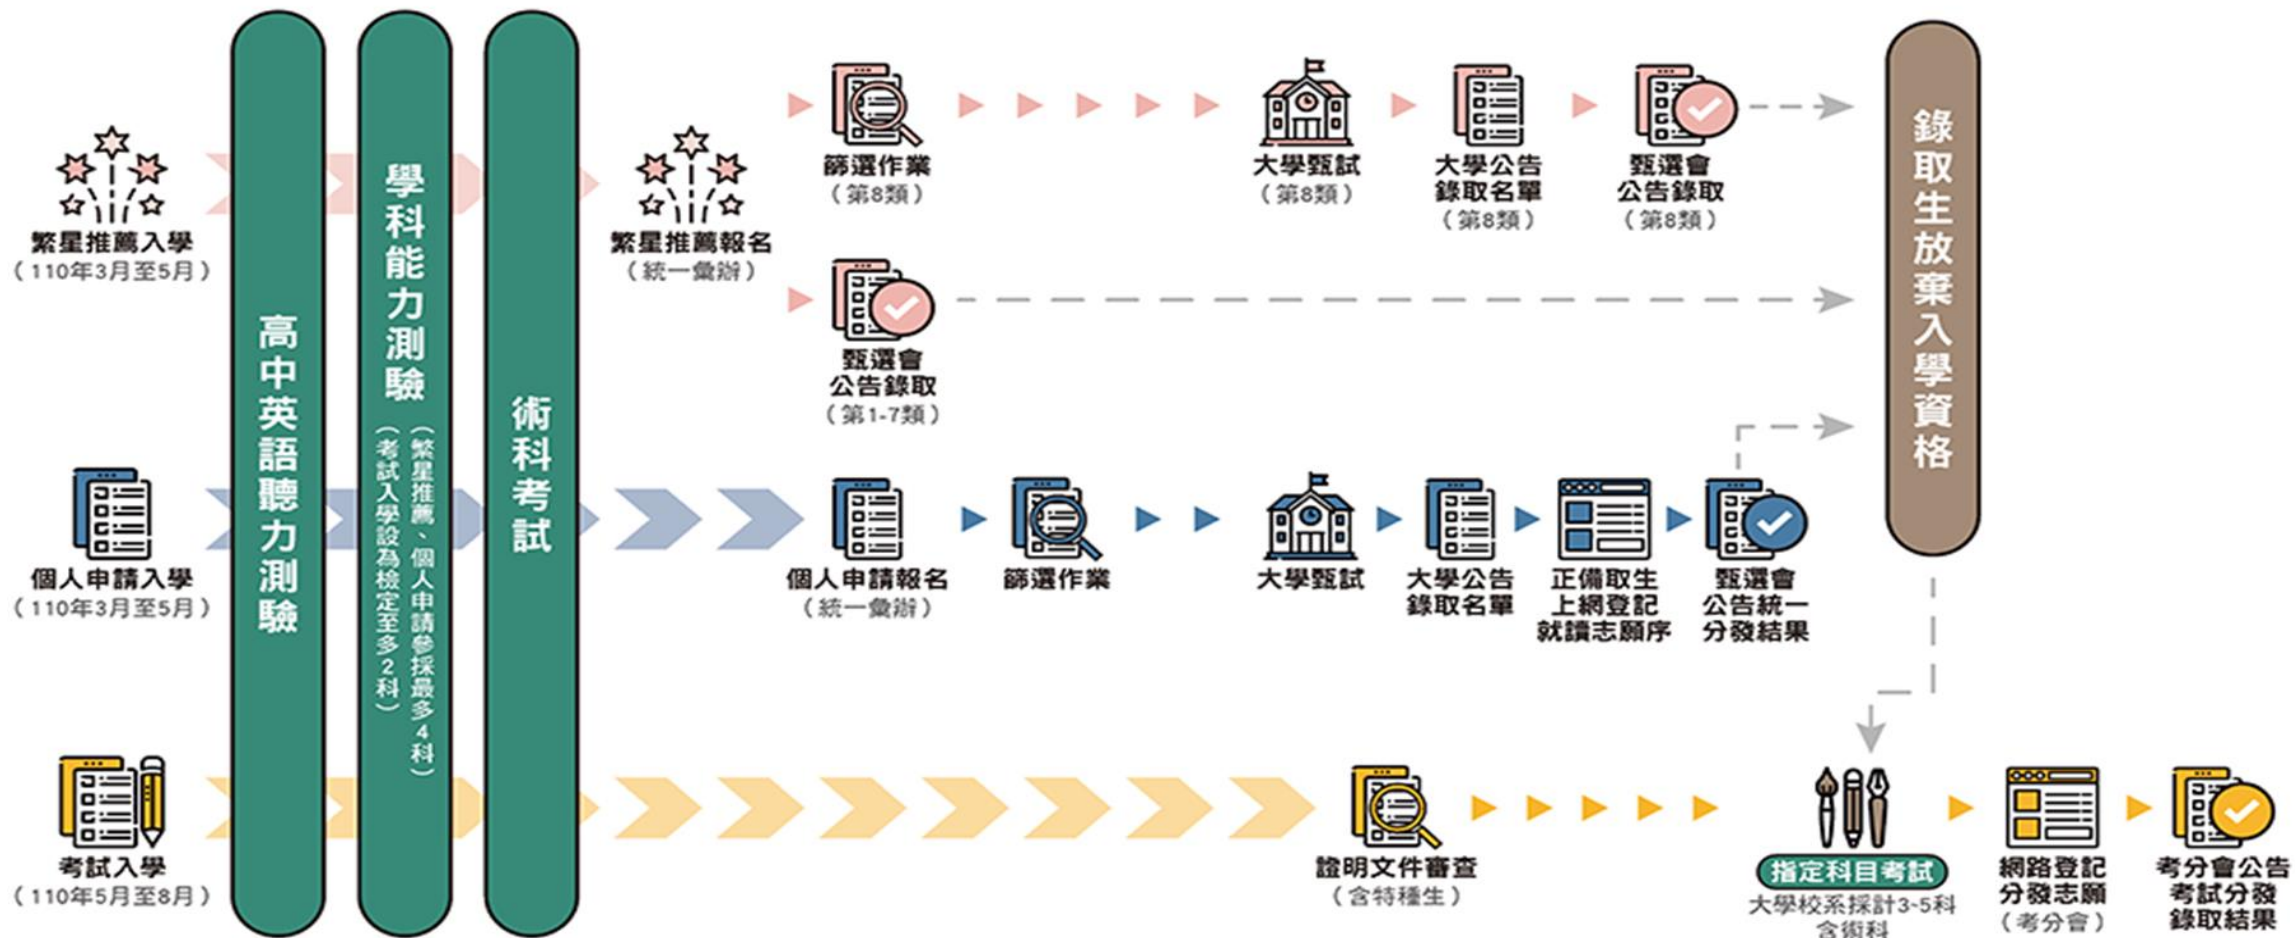 繁星推薦入學
（110年3月至5月）
個人申請入學
（110年3月至5月）
考試入學
（110年5月至8月）
高中英語聽力測驗
學科能力測驗
（繁星推薦、個人申請參採最多4科）
（考試入學設為檢定至多2科）
術科考試
繁星推薦報名
（統一彙辦）
篩選作業
（第8類）
大學甄試
（第8類）
大學公告
錄取名單
（第8類）
甄選會
公告錄取
（第8類）
甄選會
公告錄取
（第1-7類）
個人申請報名
（統一彙辦）
篩選作業
大學甄試
大學公告
錄取名單
正備取生
上網登記
就讀志願序
甄選會
公告統一
分發結果
錄取生放棄入學資格
證明文件審查
（含特種生）
指定科目考試
大學校系採計3~5科
含術科
網路登記
分發志願
（考分會）
考分會公告
考試分發
錄取結果